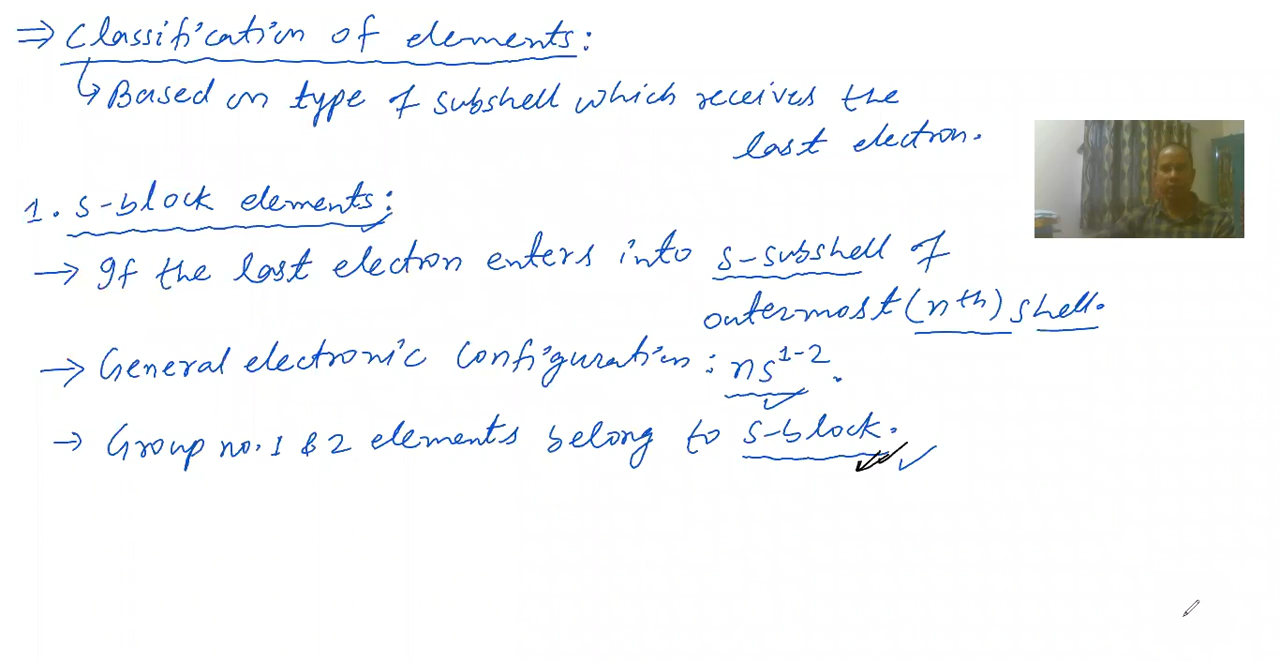 ⇒ Classification of elements:
↳ Based on type of subshell which receives the
last electron.
1. s-block elements:
→ If the last electron enters into s-subshell of
outermost (nth) shell.
→ General electronic configuration: ns1-2.
→ Group no. 1 & 2 elements belong to s-block.